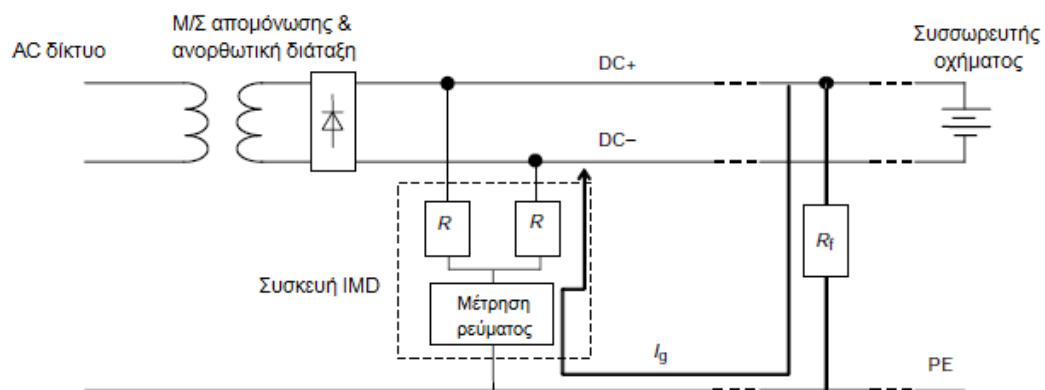 Μ/Σ απομόνωσης &
ανορθωτική διάταξη
AC δίκτυο
Συσσωρευτής
οχήματος
DC+
DC−
R
R
Rf
Συσκευή IMD
Μέτρηση
ρεύματος
Ig
PE